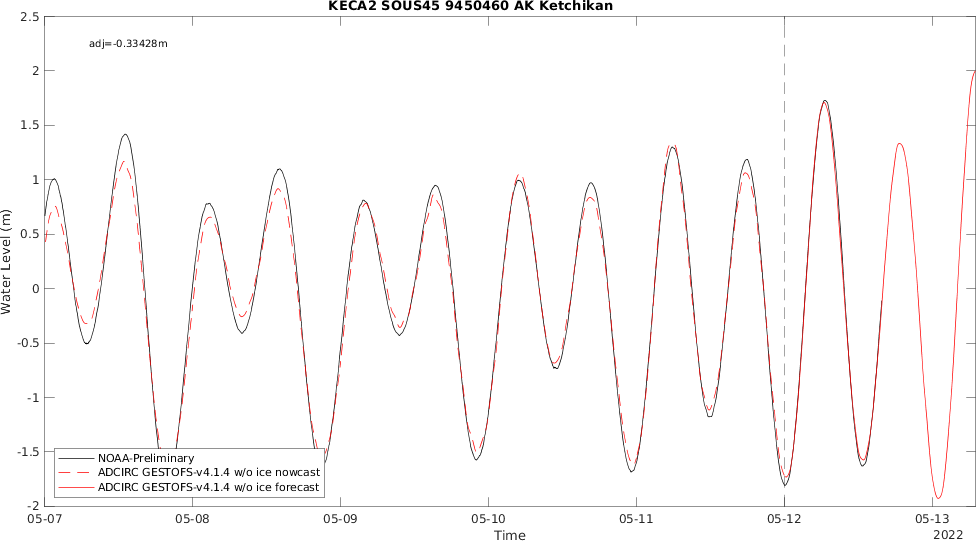 KECA2 SOUS45 9450460 AK Ketchikan
adj=-0.33428m
2.5
2
1.5
1
0.5
0
-0.5
-1
-1.5
-2
Water Level (m)
NOAA-Preliminary
ADCIRC GESTOFS-v4.1.4 w/o ice nowcast
ADCIRC GESTOFS-v4.1.4 w/o ice forecast
05-07 05-08 05-09 05-10 05-11 05-12 05-13
Time
2022